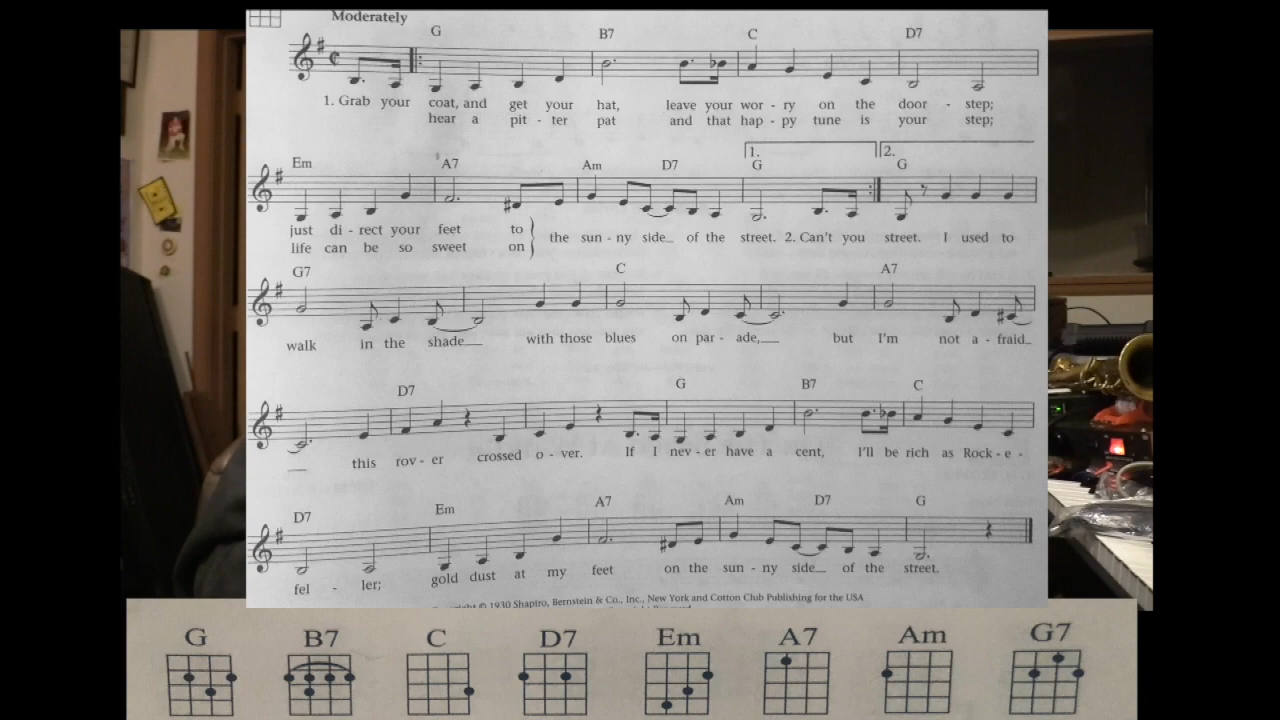 Moderately
G B7 C D7
1. Grab your coat, and get your hat, leave your wor - ry on the door - step;
hear a pit - ter pat and that hap - py tune is your step;
1. 2.
Em A7 Am D7 G G
just di - rect your feet to
the sun - ny side of the street. 2. Can't you street. I used to
life can be so sweet on
G7 C A7
walk in the shade with those blues on par - ade, but I'm not a - fraid
D7 G B7 C
this rov - er crossed o - ver. If I nev - er have a cent, I'll be rich as Rock - e -
D7 Em A7 Am D7 G
fel - ler; gold dust at my feet on the sun - ny side of the street.
© 1930 Shapiro, Bernstein & Co., Inc., New York and Cotton Club Publishing for the USA
G B7 C D7 Em A7 Am G7